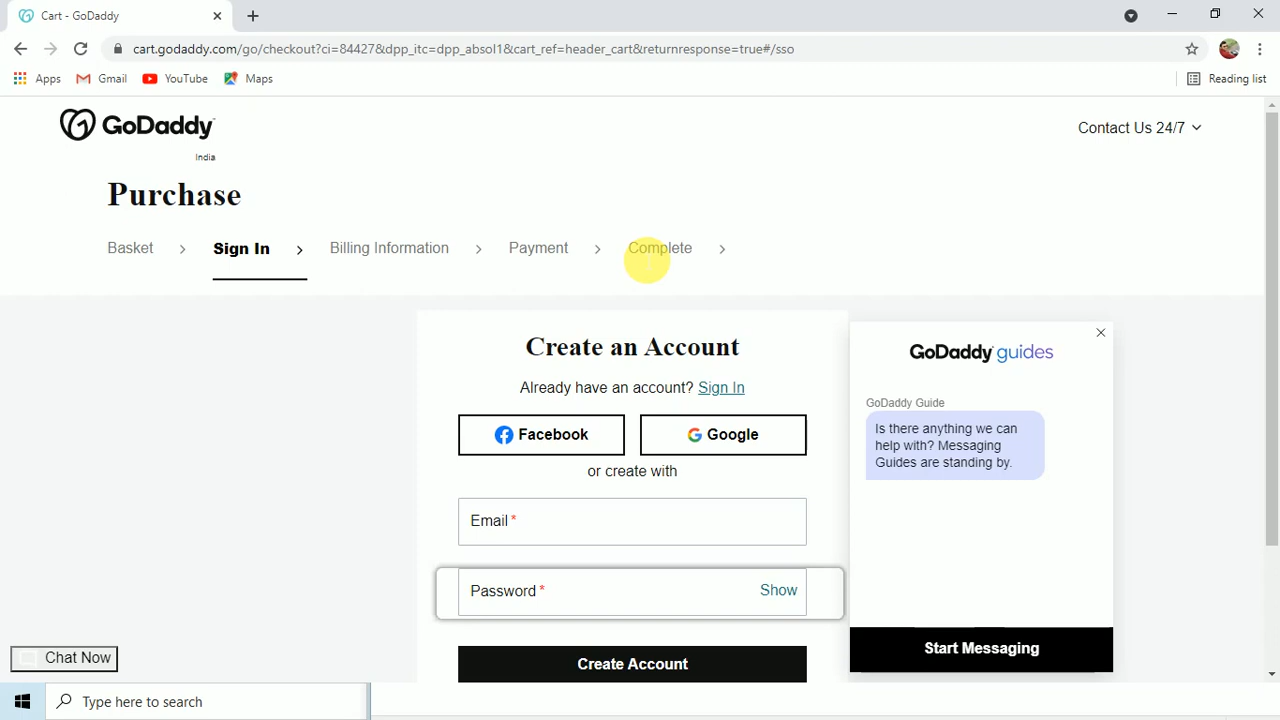 Cart - GoDaddy
cart.godaddy.com/go/checkout?ci=84427&dpp_itc=dpp_absol1&cart_ref=header_cart&returnresponse=true#/sso
Apps Gmail YouTube Maps Reading list
GoDaddy
India
Contact Us 24/7
Purchase
Basket > Sign In > Billing Information > Payment > Complete >
Create an Account
Already have an account? Sign In
Facebook Google
or create with
Email *
Password * Show
Create Account
GoDaddy guides
GoDaddy Guide
Is there anything we can
help with? Messaging
Guides are standing by.
Start Messaging
Chat Now
Type here to search